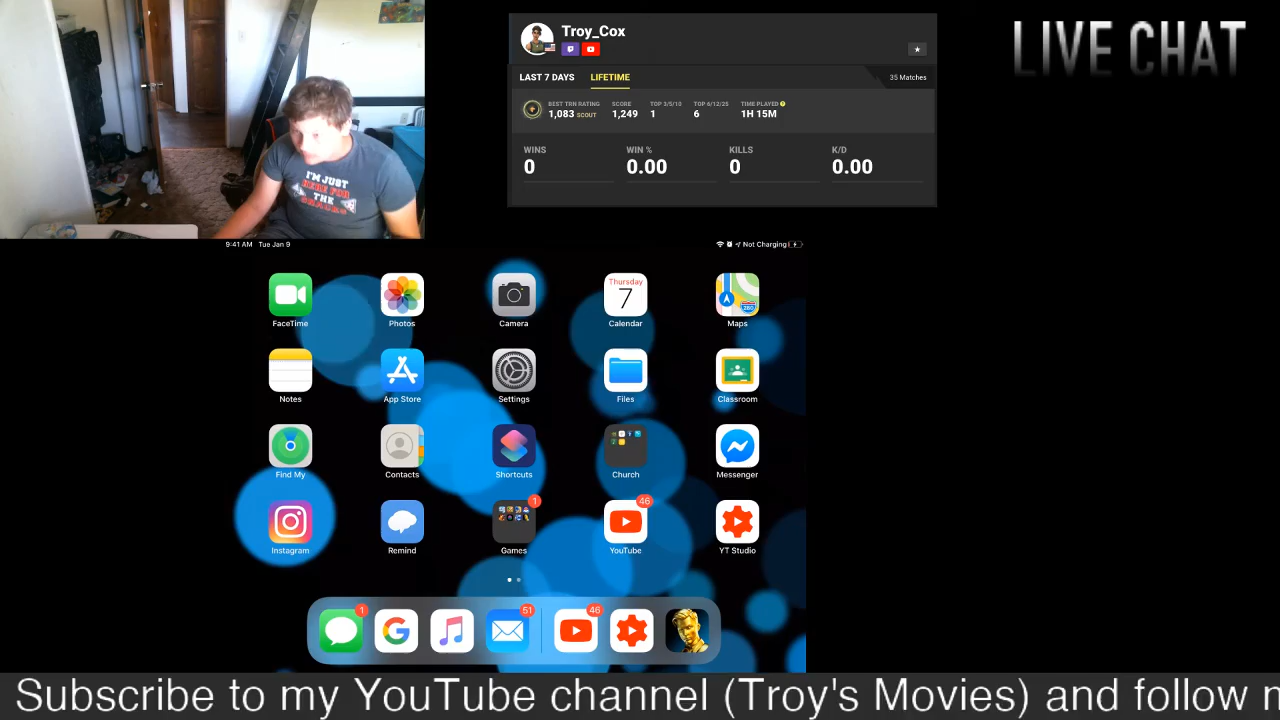 I'M JUST
HERE FOR
THE
Troy_Cox
LAST 7 DAYS
LIFETIME
35 Matches
BEST TRN RATING
SCORE
TOP 3/5/10
TOP 6/12/25
TIME PLAYED
1,083 SCOUT
1,249
1
6
1H 15M
WINS
WIN %
KILLS
K/D
0
0.00
0
0.00
LIVE CHAT
9:41 AM Tue Jan 9
Not Charging
Thursday
7
280
FaceTime
Photos
Camera
Calendar
Maps
Notes
App Store
Settings
Files
Classroom
Find My
Contacts
Shortcuts
Church
Messenger
1
46
Instagram
Remind
Games
YouTube
YT Studio
1
51
46
Subscribe to my YouTube channel (Troy's Movies) and follow